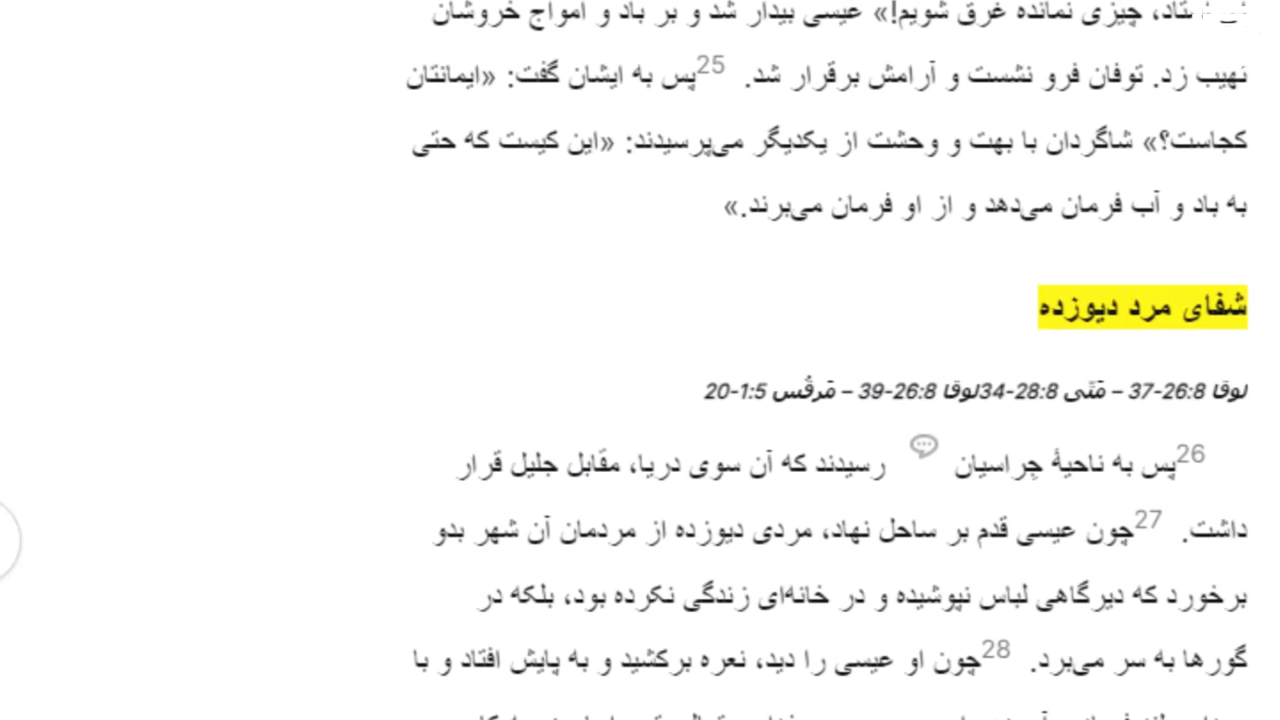 چیزی نمانده غرق شویم!» عیسی بیدار شد و بر باد و امواج خروشان
نهیب زد. توفان فرو نشست و آرامش برقرار شد. 25پس به ایشان گفت: «ایمانتان
کجاست؟» شاگردان با بهت و وحشت از یکدیگر می‌پرسیدند: «این کیست که حتی
به باد و آب فرمان می‌دهد و از او فرمان می‌برند.»
شفای مرد دیوزده
لوقا 26:8-37 – مَتّی 28:8-34لوقا 26:8-39 – مَرقُس 1:5-20
26پس به ناحیۀ جِراسیان رسیدند که آن سوی دریا، مقابل جلیل قرار
داشت. 27چون عیسی قدم بر ساحل نهاد، مردی دیوزده از مردمان آن شهر بدو
برخورد که دیرگاهی لباس نپوشیده و در خانه‌ای زندگی نکرده بود، بلکه در
گورها به سر می‌برد. 28چون او عیسی را دید، نعره برکشید و به پایش افتاد و با